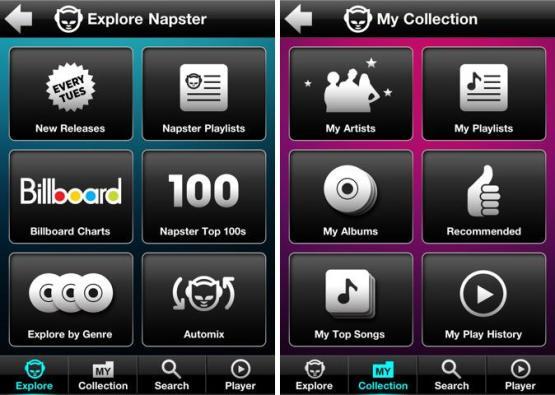 Explore Napster
EVERY
TUES
New Releases
Napster Playlists
Billboard
Billboard Charts
100
Napster Top 100s
Explore by Genre
Automix
Explore
MY
Collection
Search
Player
My Collection
My Artists
My Playlists
My Albums
Recommended
My Top Songs
My Play History
Explore
MY
Collection
Search
Player